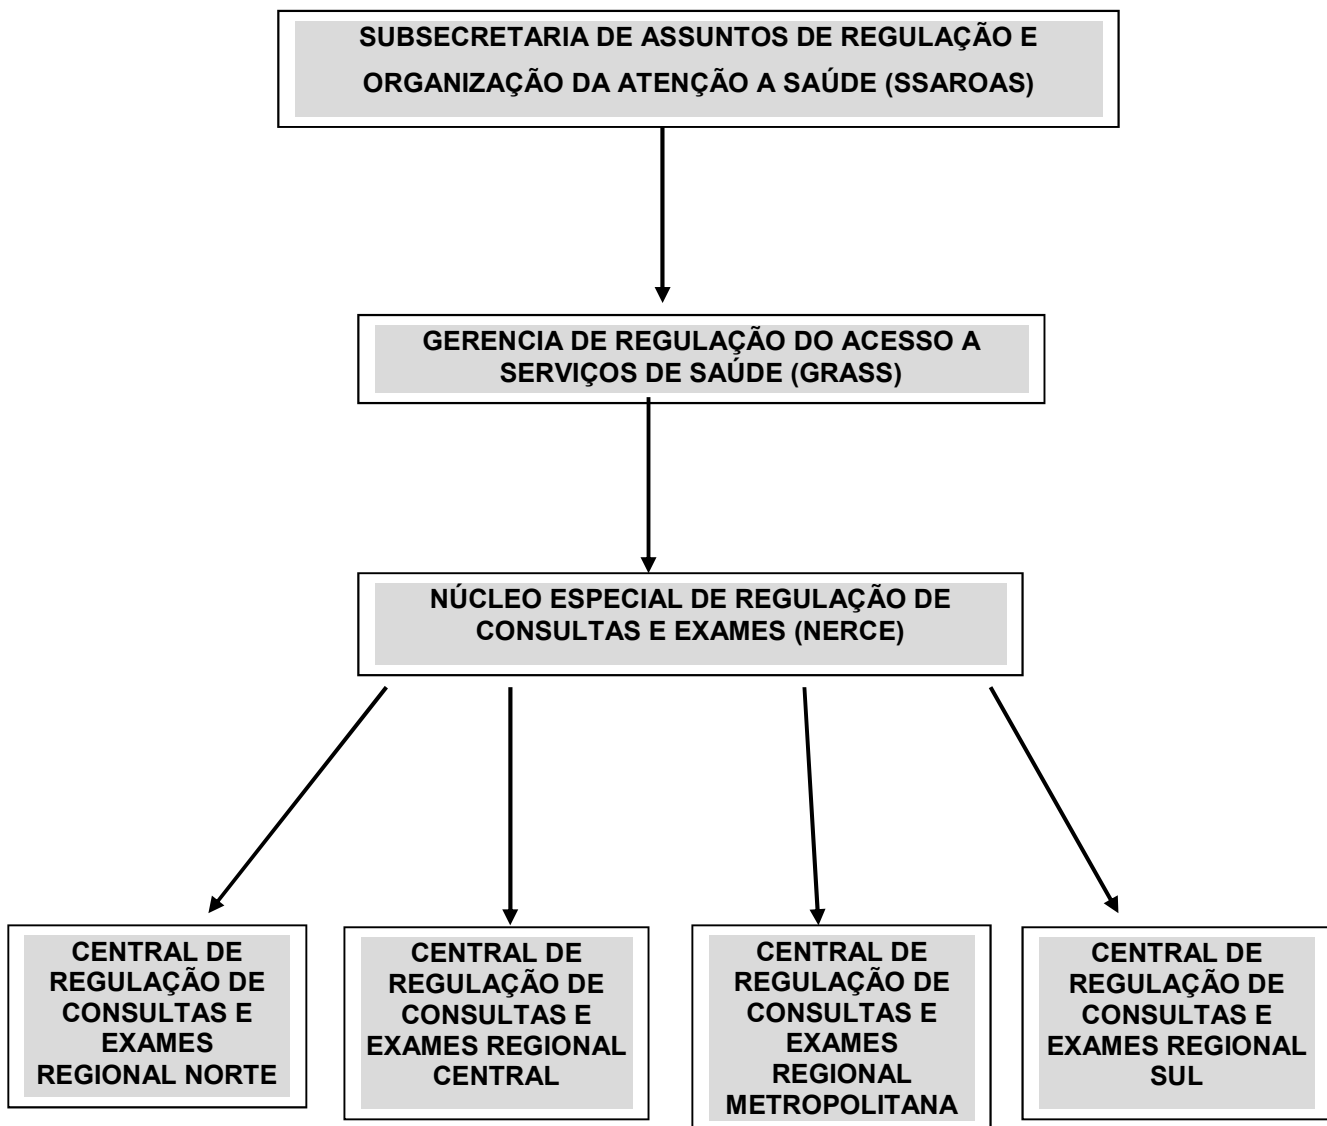 SUBSECRETARIA DE ASSUNTOS DE REGULAÇÃO E
ORGANIZAÇÃO DA ATENÇÃO A SAÚDE (SSAROAS)
GERENCIA DE REGULAÇÃO DO ACESSO A
SERVIÇOS DE SAÚDE (GRASS)
NÚCLEO ESPECIAL DE REGULAÇÃO DE
CONSULTAS E EXAMES (NERCE)
CENTRAL DE
REGULAÇÃO DE
CONSULTAS E
EXAMES
REGIONAL NORTE
CENTRAL DE
REGULAÇÃO DE
CONSULTAS E
EXAMES REGIONAL
CENTRAL
CENTRAL DE
REGULAÇÃO DE
CONSULTAS E
EXAMES
REGIONAL
METROPOLITANA
CENTRAL DE
REGULAÇÃO DE
CONSULTAS E
EXAMES REGIONAL
SUL